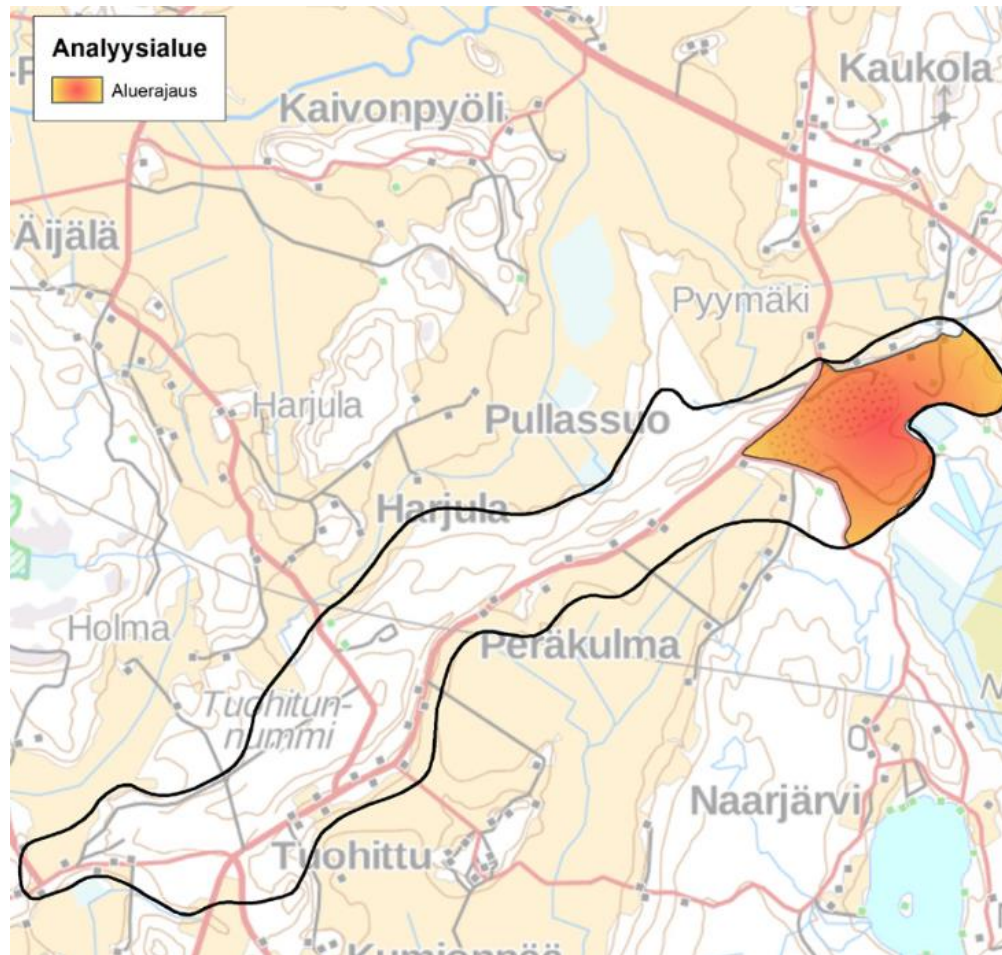 Analyysialue
Aluerajaus
Kaukola
Kaivonpyöli
Äijälä
Pyymäki
Harjula
Pullassuo
Harjula
Holma
Peräkulma
Tuohitun-
nummi
Naarjärvi
Tuohittu